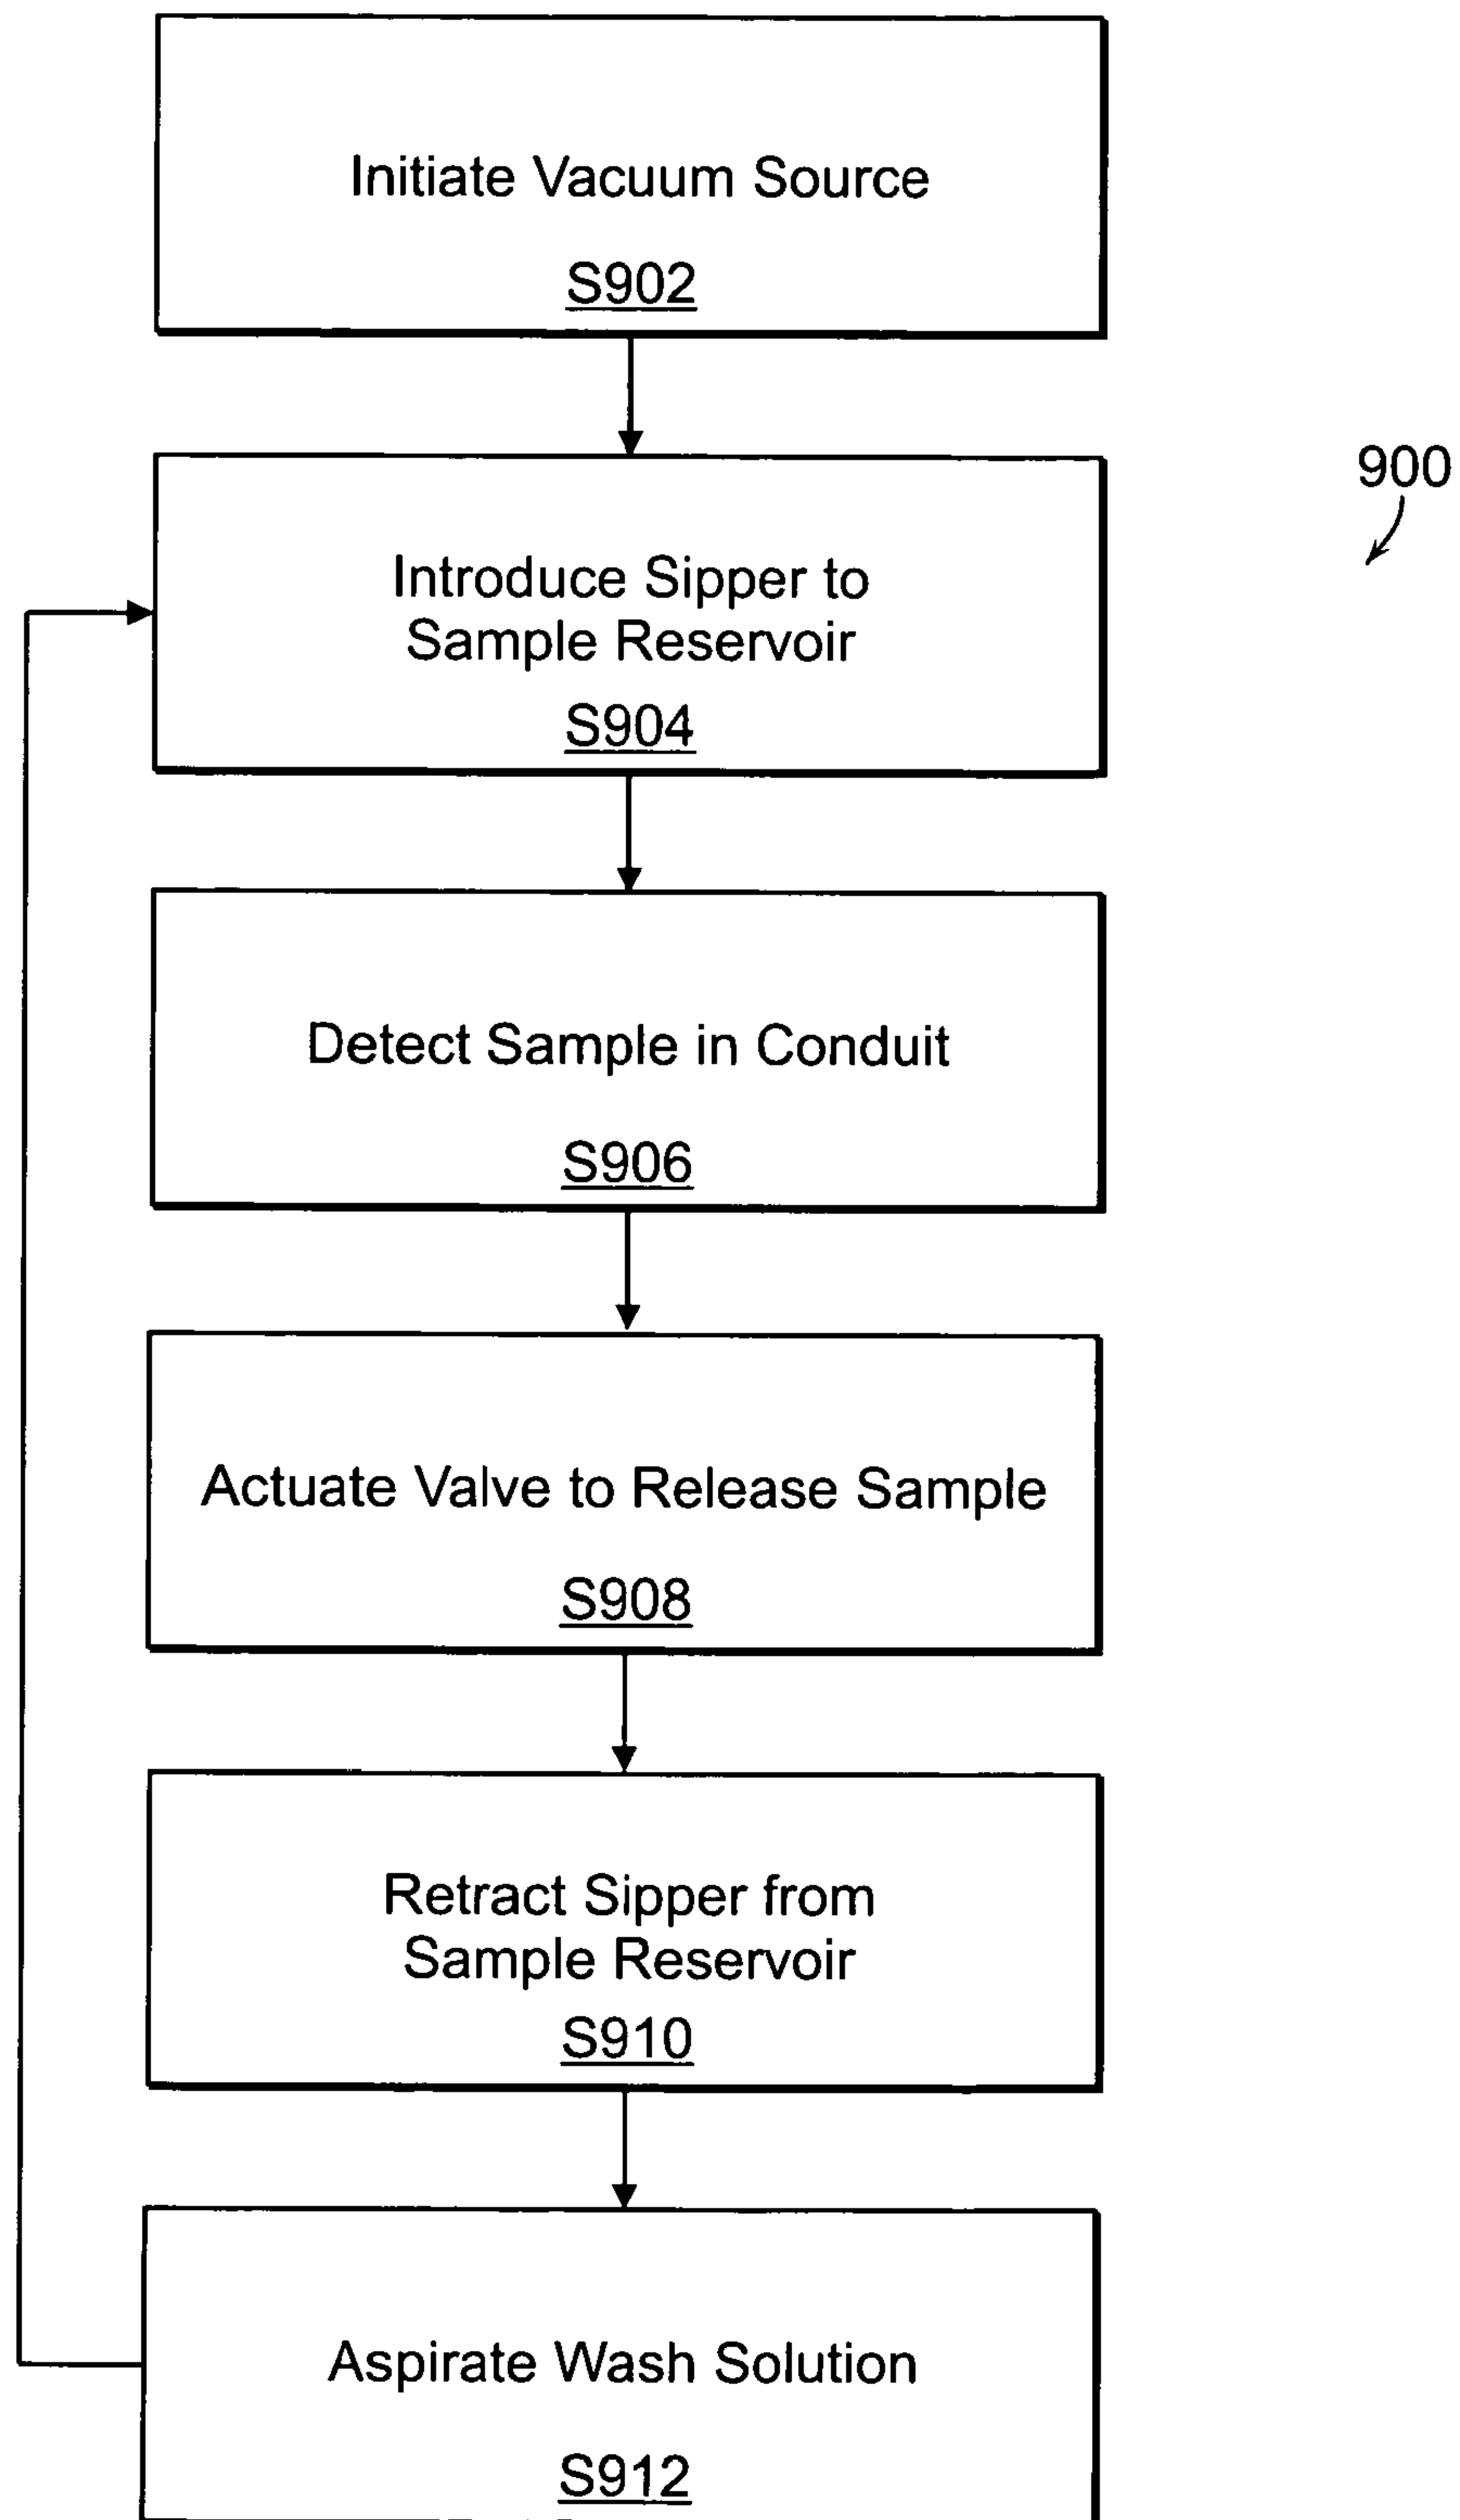 Initiate Vacuum Source
S902
900
Introduce Sipper to
Sample Reservoir
S904
Detect Sample in Conduit
S906
Actuate Valve to Release Sample
S908
Retract Sipper from
Sample Reservoir
S910
Aspirate Wash Solution
S912